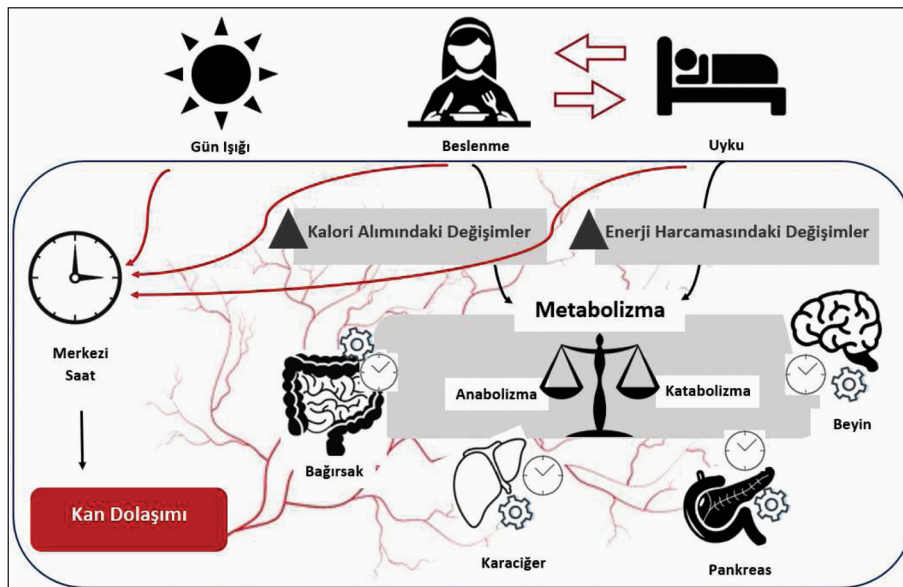 Gün Işığı
Beslenme
Uyku
Kalori Alımındaki Değişimler
Enerji Harcamasındaki Değişimler
Merkezi
Saat
Metabolizma
Anabolizma
Katabolizma
Beyin
Bağırsak
Kan Dolaşımı
Karaciğer
Pankreas